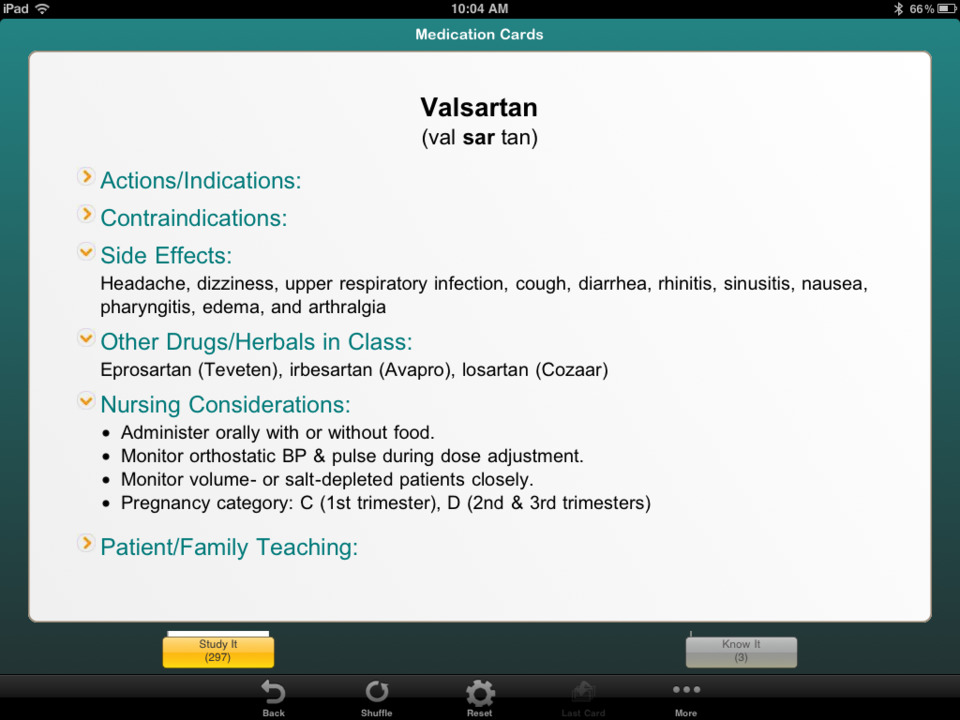 iPad 10:04 AM 66%
Medication Cards
Valsartan
(val sar tan)
Actions/Indications:
Contraindications:
Side Effects:
Headache, dizziness, upper respiratory infection, cough, diarrhea, rhinitis, sinusitis, nausea,
pharyngitis, edema, and arthralgia
Other Drugs/Herbals in Class:
Eprosartan (Teveten), irbesartan (Avapro), losartan (Cozaar)
Nursing Considerations:
• Administer orally with or without food.
• Monitor orthostatic BP & pulse during dose adjustment.
• Monitor volume- or salt-depleted patients closely.
• Pregnancy category: C (1st trimester), D (2nd & 3rd trimesters)
Patient/Family Teaching:
Study It Know It
(297) (3)
Back Shuffle Reset Last Card More